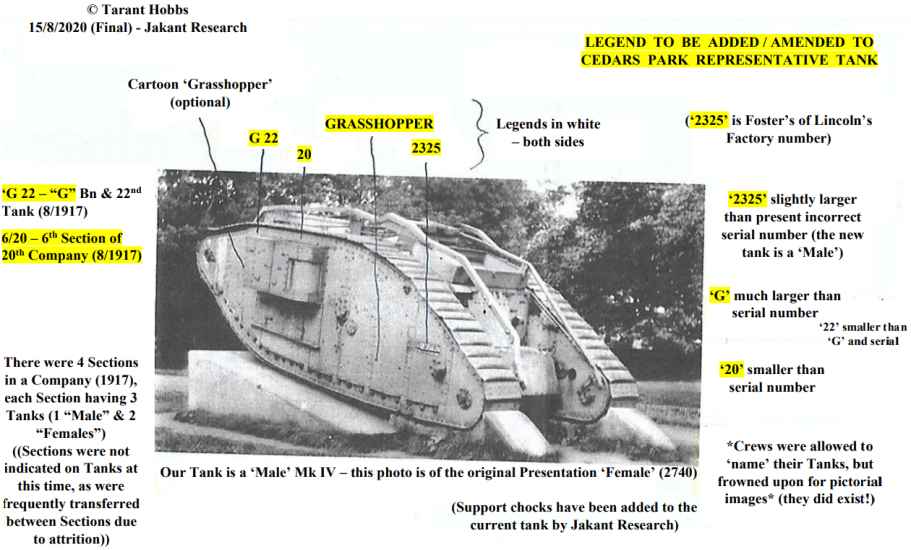 © Tarant Hobbs
15/8/2020 (Final) - Jakant Research
LEGEND TO BE ADDED / AMENDED TO
CEDARS PARK REPRESENTATIVE TANK
Cartoon ‘Grasshopper’
(optional)
G 22
20
GRASSHOPPER
2325
Legends in white
– both sides
(‘2325’ is Foster’s of Lincoln’s
Factory number)
‘G 22 – “G” Bn & 22nd
Tank (8/1917)
6/20 – 6th Section of
20th Company (8/1917)
‘2325’ slightly larger
than present incorrect
serial number (the new
tank is a ‘Male’)
‘G’ much larger than
serial number
‘22’ smaller than
‘G’ and serial
‘20’ smaller than
serial number
There were 4 Sections
in a Company (1917),
each Section having 3
Tanks (1 “Male” & 2
“Females”)
((Sections were not
indicated on Tanks at
this time, as were
frequently transferred
between Sections due
to attrition))
*Crews were allowed to
‘name’ their Tanks, but
frowned upon for pictorial
images* (they did exist!)
Our Tank is a ‘Male’ Mk IV – this photo is of the original Presentation ‘Female’ (2740)
(Support chocks have been added to the
current tank by Jakant Research)